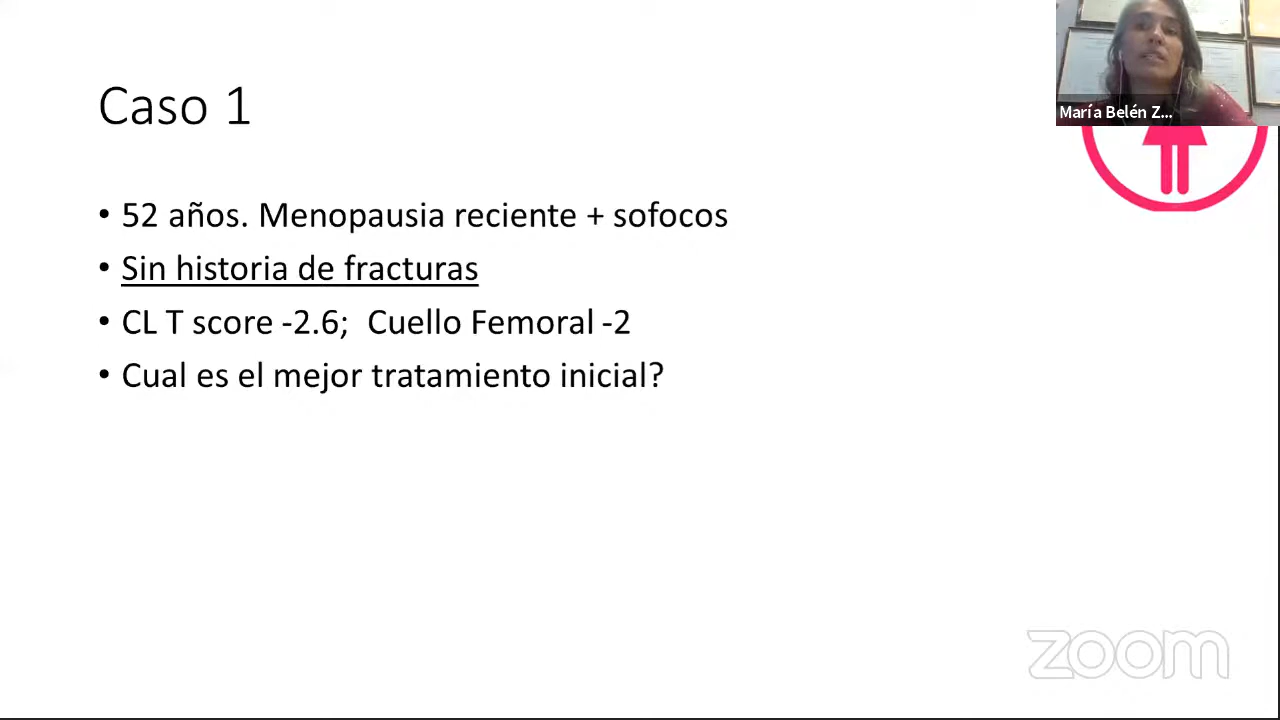 Caso 1
María Belén Z...
• 52 años. Menopausia reciente + sofocos
• Sin historia de fracturas
• CL T score -2.6; Cuello Femoral -2
• Cual es el mejor tratamiento inicial?
zoom